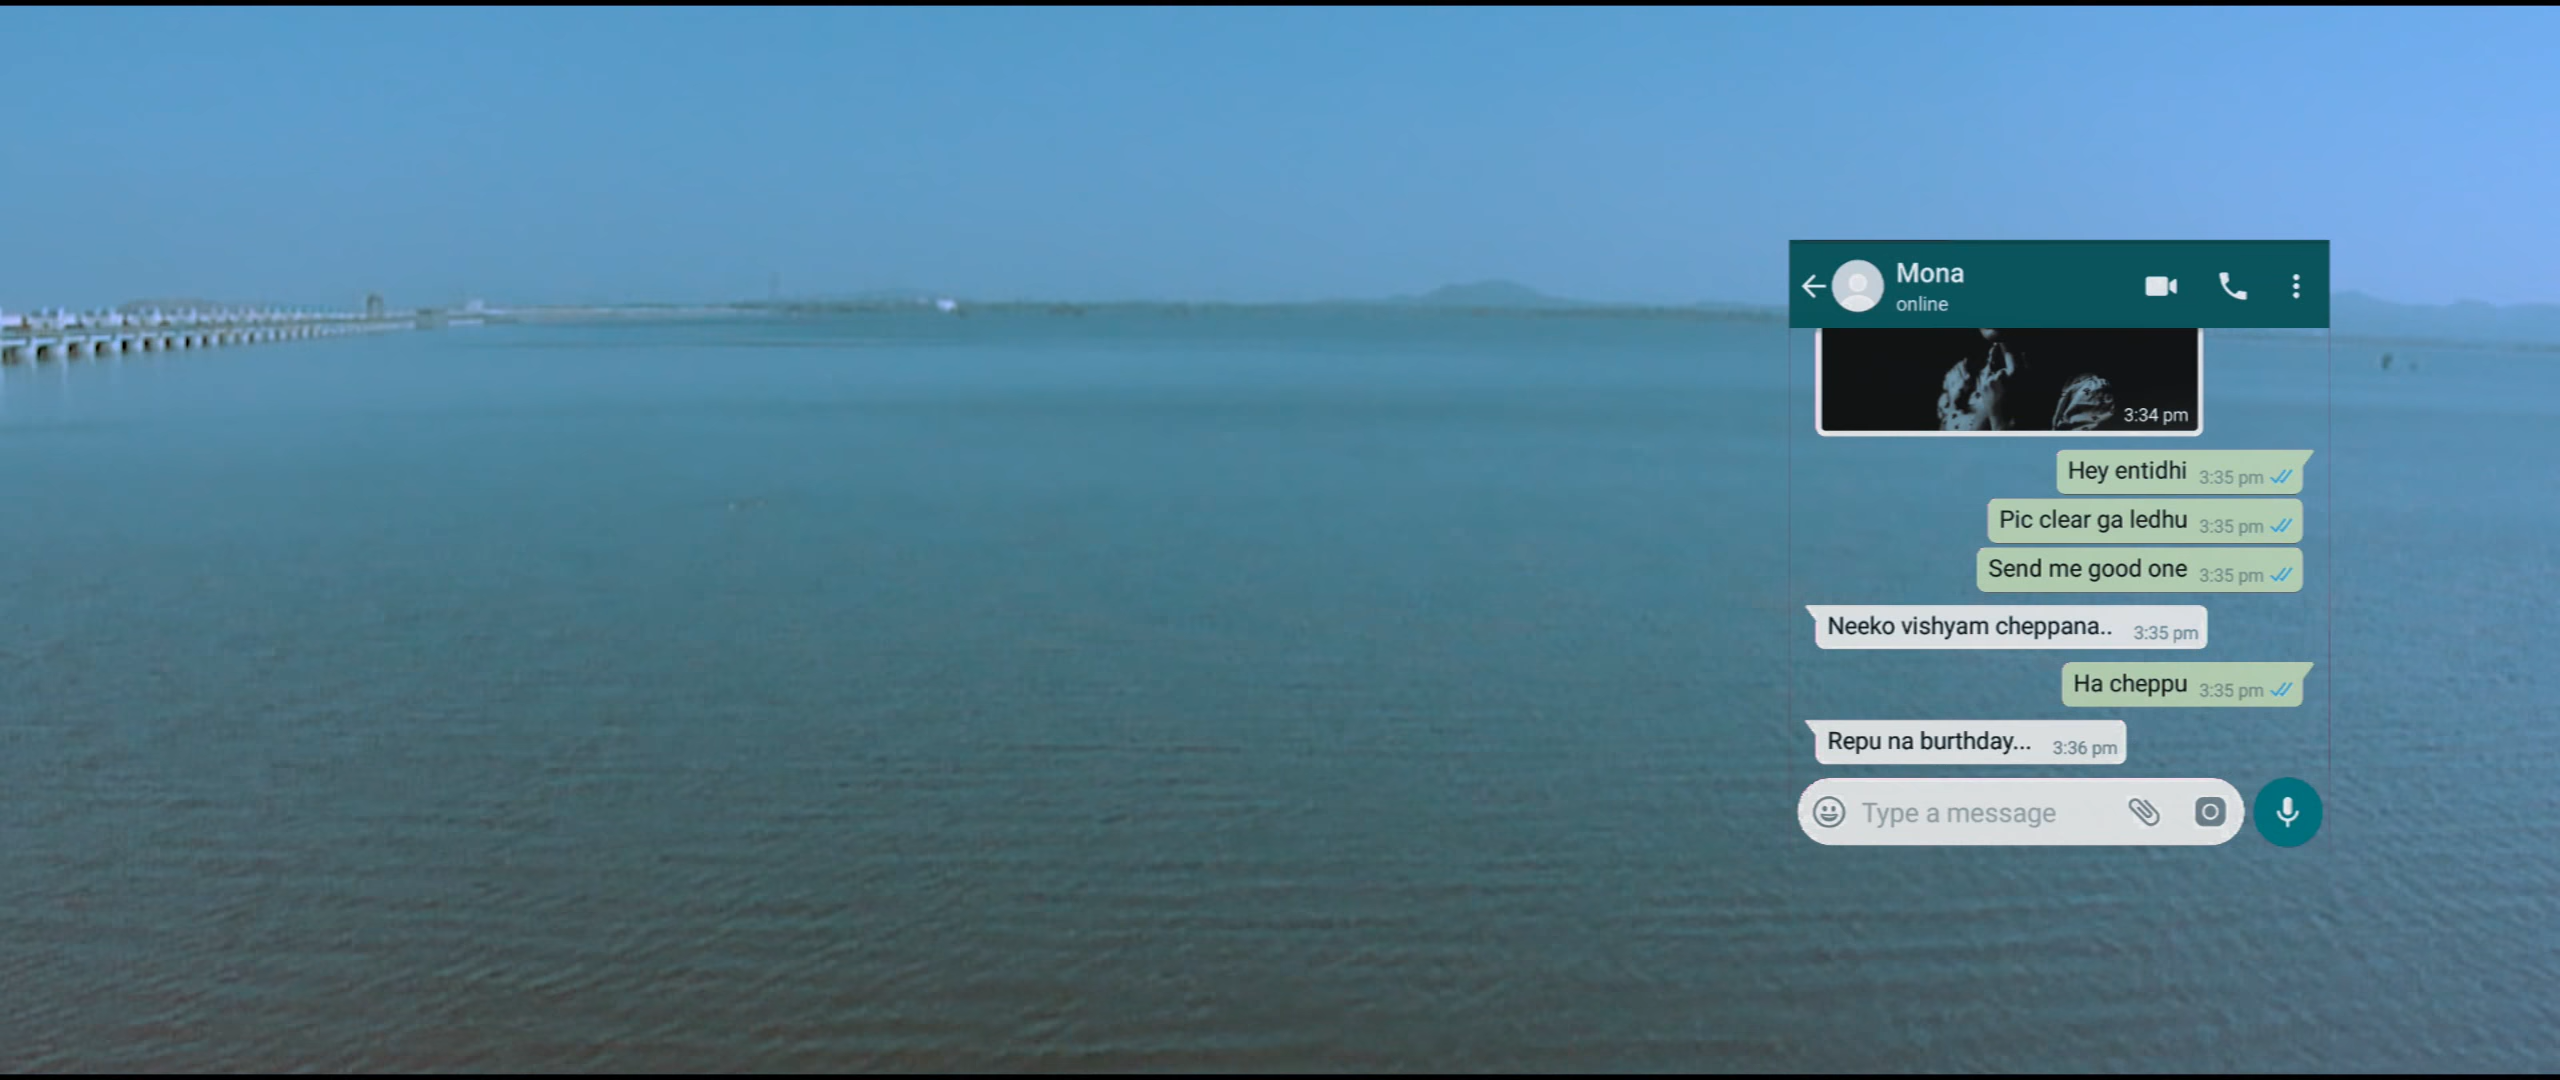 Mona
online
3:34 pm
Hey entidhi 3:35 pm
Pic clear ga ledhu 3:35 pm
Send me good one 3:35 pm
Neeko vishyam cheppana.. 3:35 pm
Ha cheppu 3:35 pm
Repu na burthday... 3:36 pm
Type a message